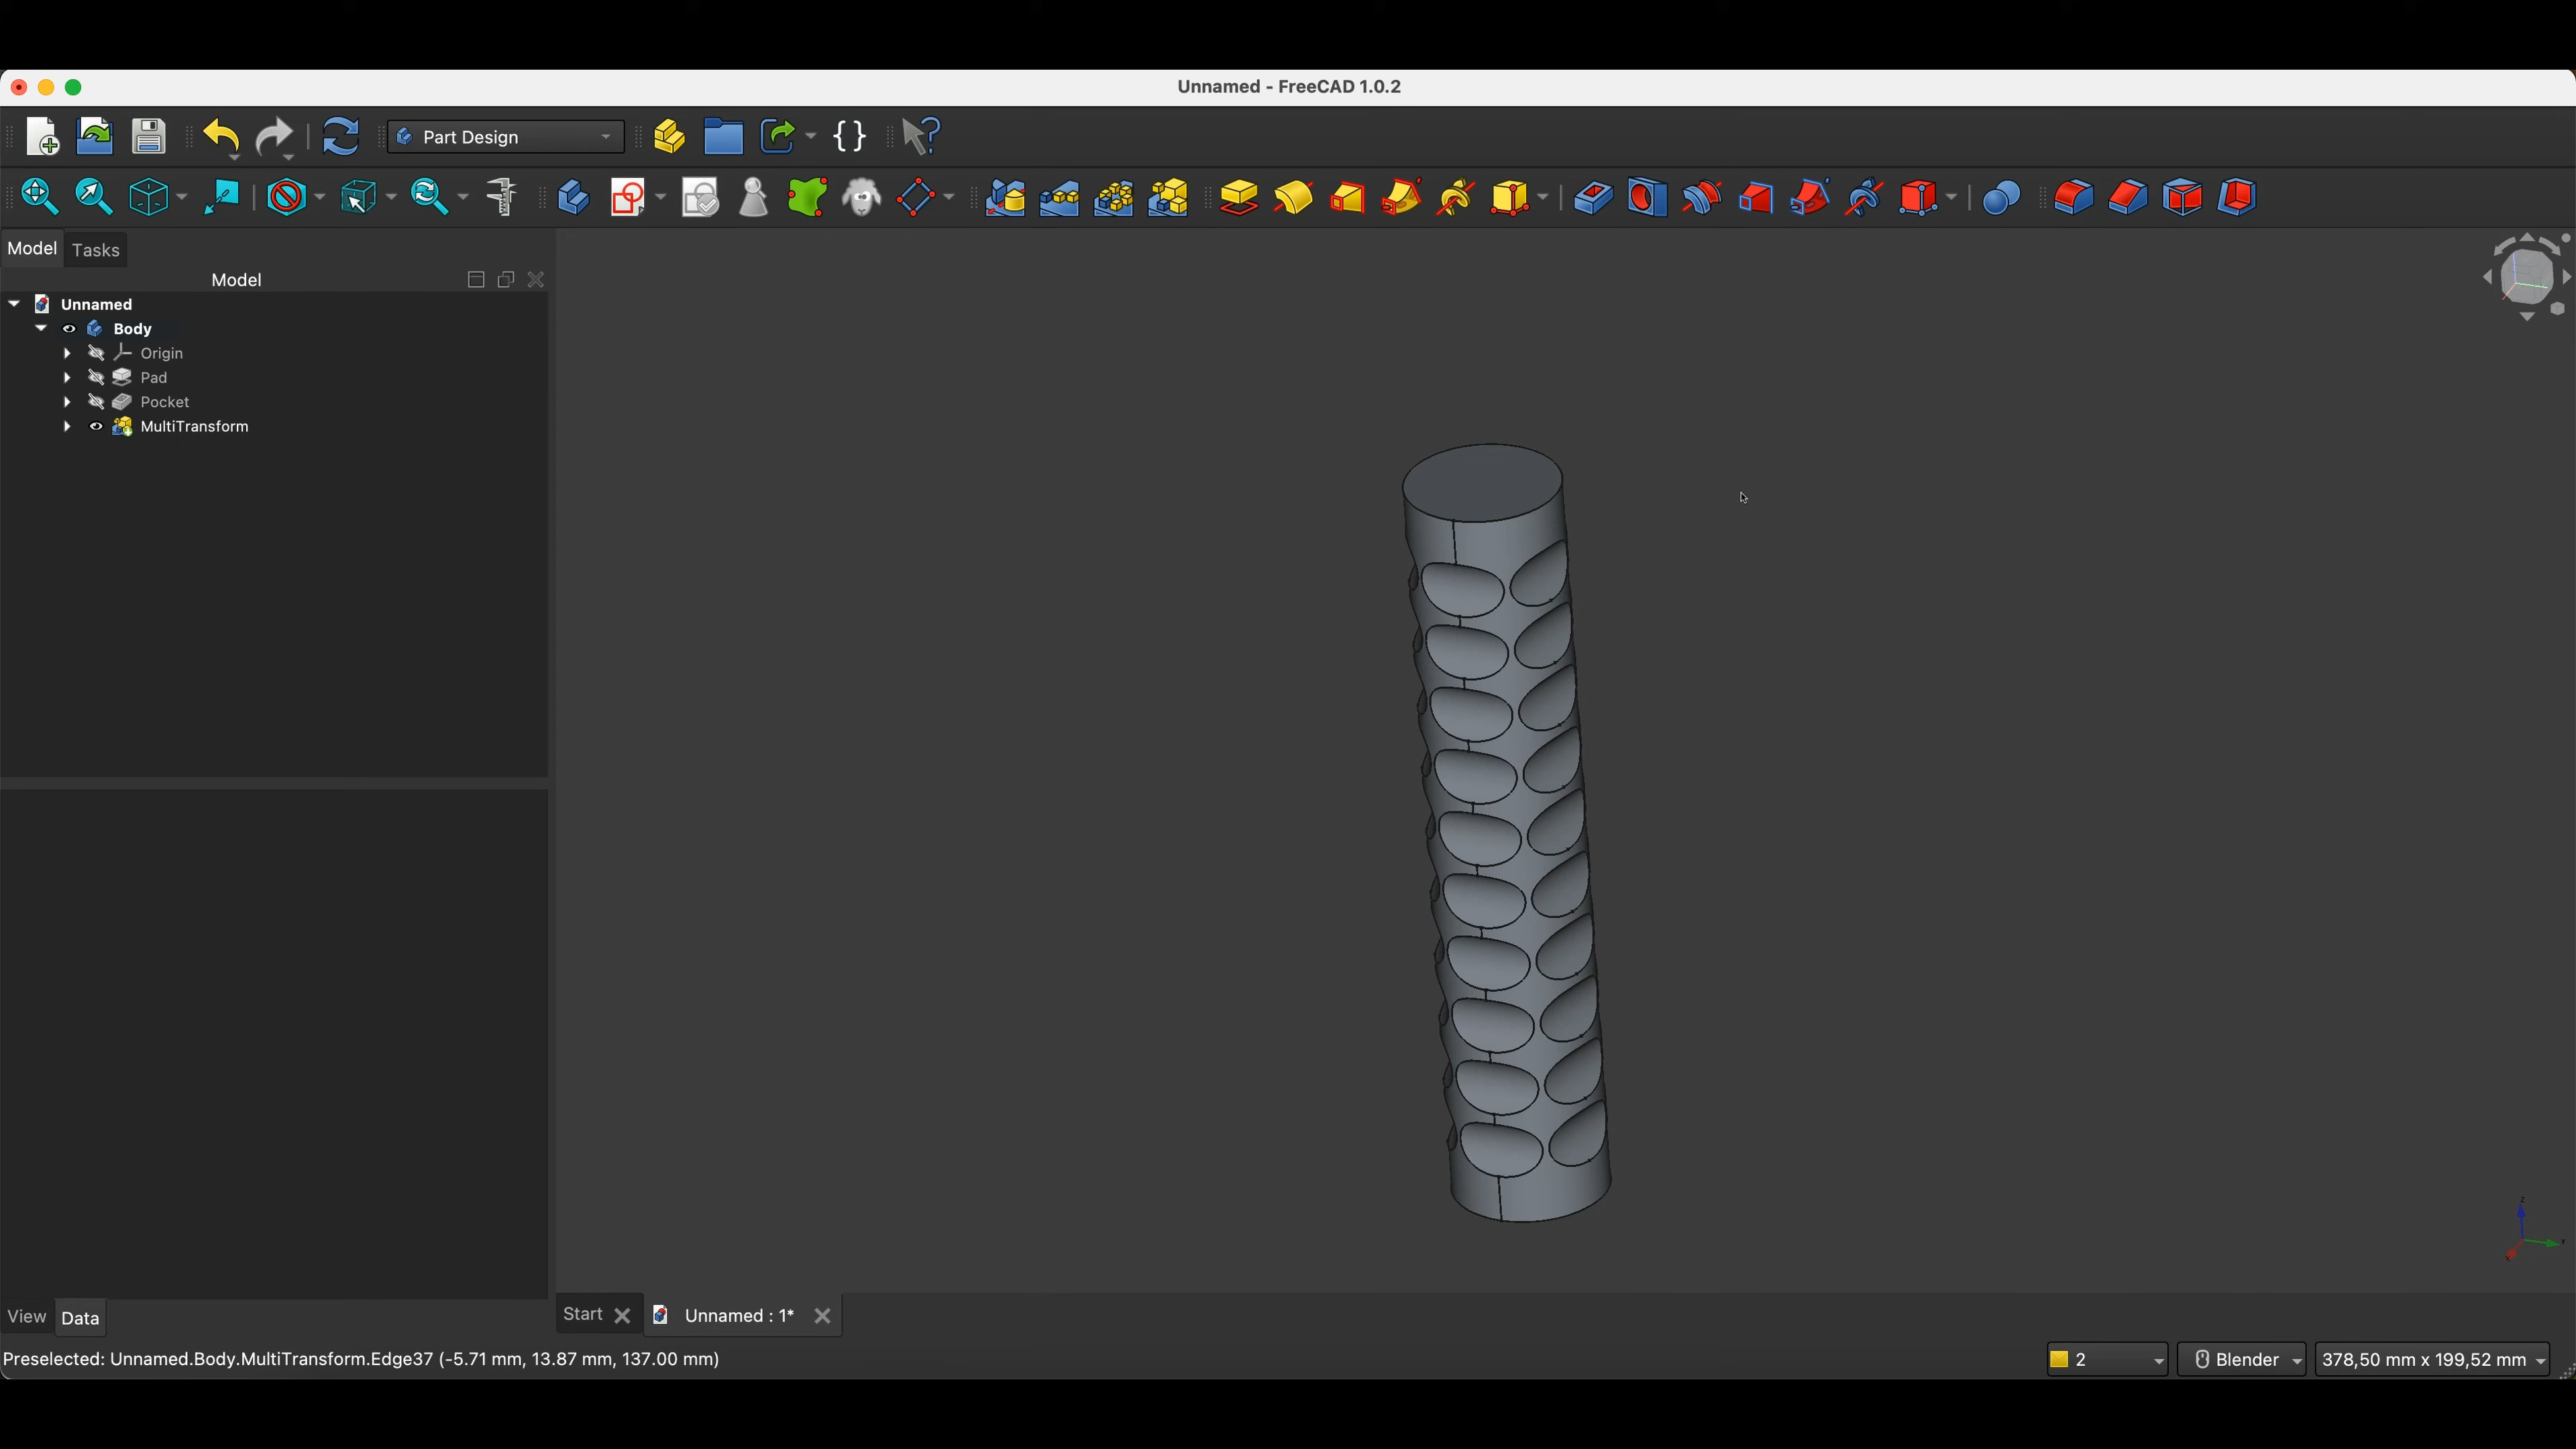 Unnamed - FreeCAD 1.0.2
Part Design
Model Tasks
Model
Unnamed
Body
Origin
Pad
Pocket
MultiTransform
View Data
Start Unnamed : 1*
Preselected: Unnamed.Body.MultiTransform.Edge37 (-5.71 mm, 13.87 mm, 137.00 mm)
2 Blender 378,50 mm x 199,52 mm